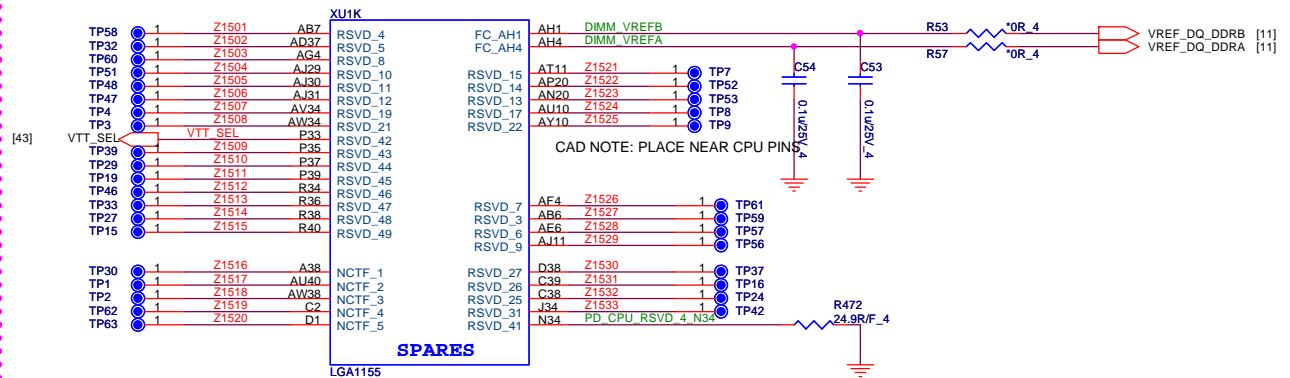 XU1K
TP58 1 Z1501 AB7 RSVD_4 FC_AH1 AH1 DIMM_VREFB R53 *0R_4 VREF_DQ_DDRB [11]
TP32 1 Z1502 AD37 RSVD_5 FC_AH4 AH4 DIMM_VREFA R57 *0R_4 VREF_DQ_DDRA [11]
TP60 1 Z1503 AG4 RSVD_8
TP51 1 Z1504 AJ29 RSVD_10 RSVD_15 AT11 Z1521 1 TP7
TP48 1 Z1505 AJ30 RSVD_11 RSVD_14 AP20 Z1522 1 TP52
TP47 1 Z1506 AJ31 RSVD_12 RSVD_13 AN20 Z1523 1 TP53
TP4 1 Z1507 AV34 RSVD_19 RSVD_17 AU10 Z1524 1 TP8
TP3 1 Z1508 AW34 RSVD_21 RSVD_22 AY10 Z1525 1 TP9
C54 0.1u/25V_4
C53 0.1u/25V_4
[43] VTT_SEL VTT_SEL P33 RSVD_42
CAD NOTE: PLACE NEAR CPU PINS
TP39 1 Z1509 P35 RSVD_43
TP29 1 Z1510 P37 RSVD_44
TP19 1 Z1511 P39 RSVD_45
TP46 1 Z1512 R34 RSVD_46
TP33 1 Z1513 R36 RSVD_47 RSVD_7 AF4 Z1526 1 TP61
TP27 1 Z1514 R38 RSVD_48 RSVD_3 AB6 Z1527 1 TP59
TP15 1 Z1515 R40 RSVD_49 RSVD_6 AE6 Z1528 1 TP57
RSVD_9 AJ11 Z1529 1 TP56
TP30 1 Z1516 A38 NCTF_1 RSVD_27 D38 Z1530 1 TP37
TP1 1 Z1517 AU40 NCTF_2 RSVD_26 C39 Z1531 1 TP16
TP2 1 Z1518 AW38 NCTF_3 RSVD_25 C38 Z1532 1 TP24
TP62 1 Z1519 C2 NCTF_4 RSVD_31 J34 Z1533 1 TP42
TP63 1 Z1520 D1 NCTF_5 RSVD_41 N34 PD_CPU_RSVD_4_N34 R472 24.9R/F_4
SPARES
LGA1155